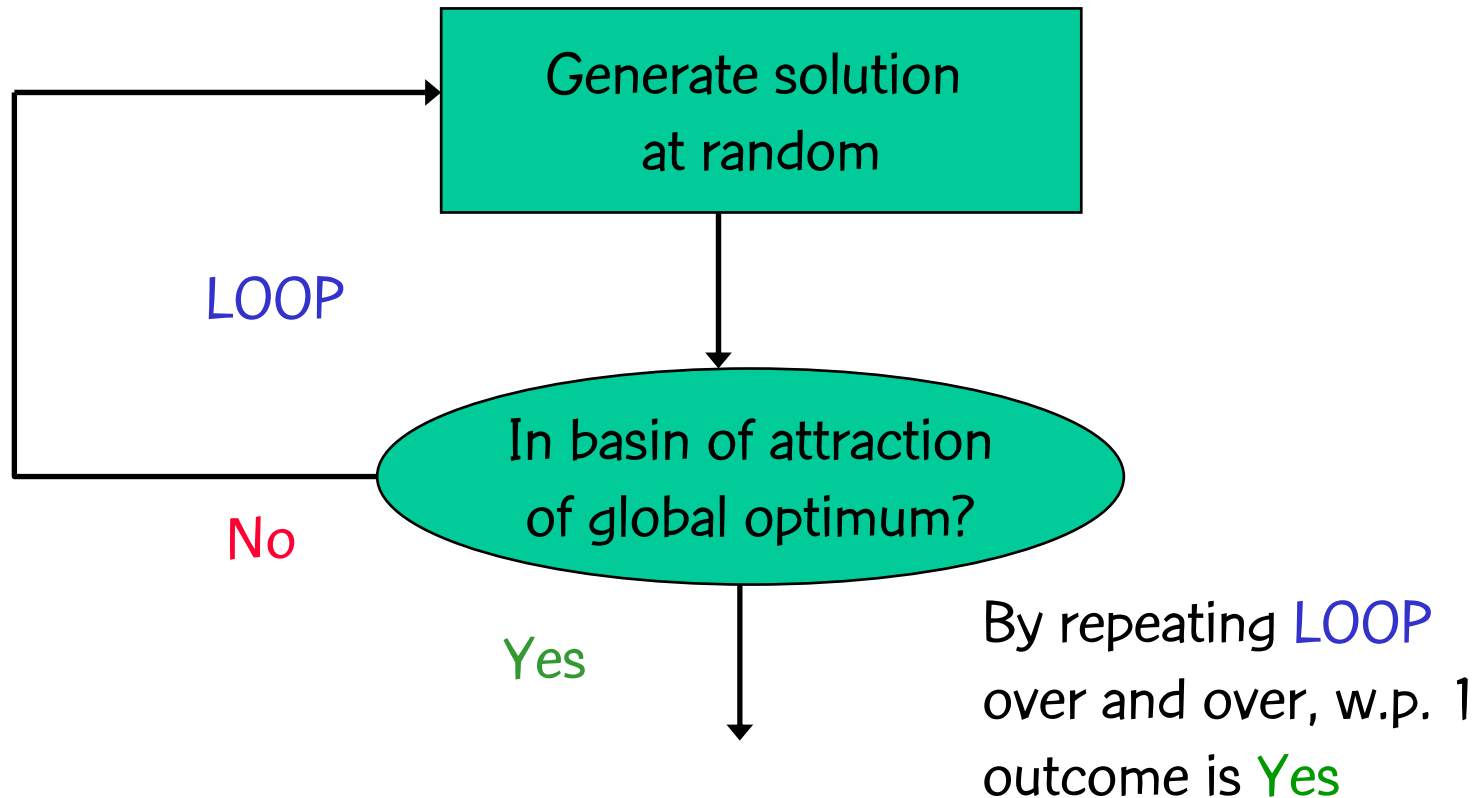 Generate solution
at random
LOOP
In basin of attraction
of global optimum?
No
Yes
By repeating LOOP
over and over, w.p. 1
outcome is Yes